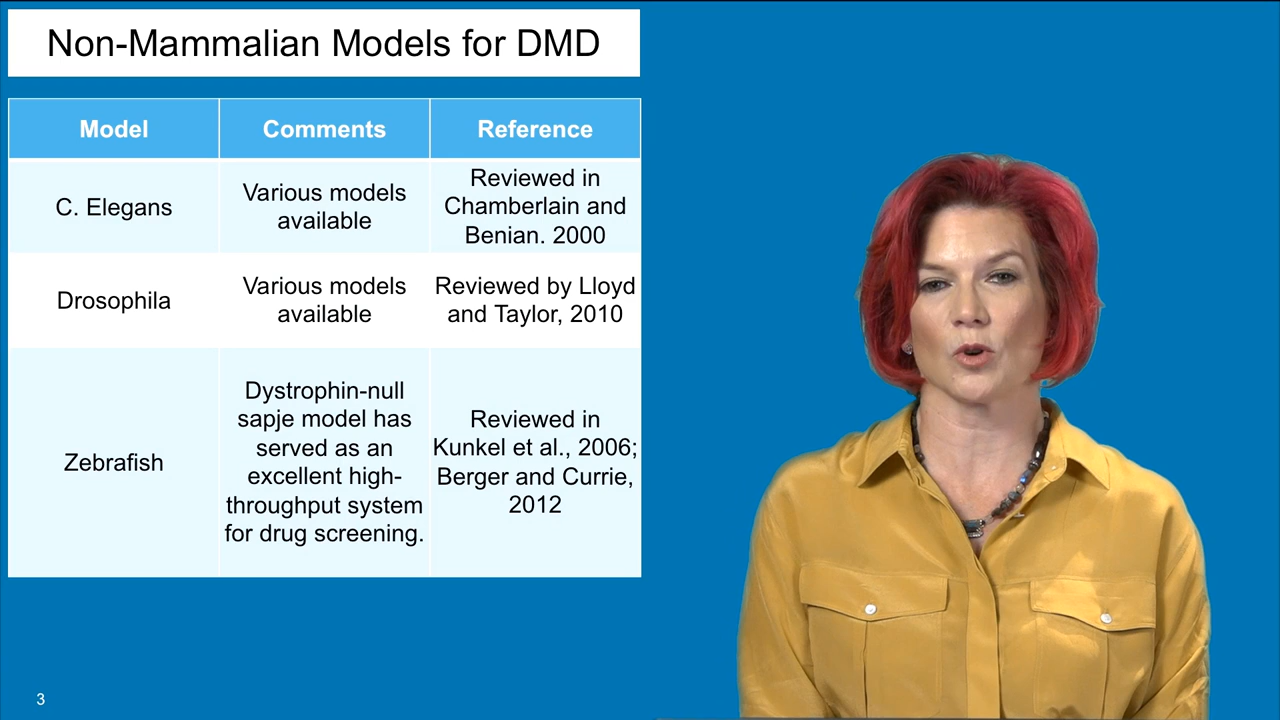 Non-Mammalian Models for DMD
Model
Comments
Reference
C. Elegans
Various models
available
Reviewed in
Chamberlain and
Benian. 2000
Drosophila
Various models
available
Reviewed by Lloyd
and Taylor, 2010
Zebrafish
Dystrophin-null
sapje model has
served as an
excellent high-
throughput system
for drug screening.
Reviewed in
Kunkel et al., 2006;
Berger and Currie,
2012
3